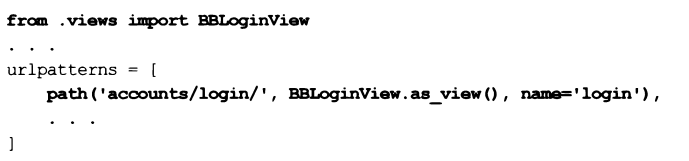 from .views import BBLoginView
. . .
urlpatterns = [
    path('accounts/login/', BBLoginView.as_view(), name='login'),
    . . .
]